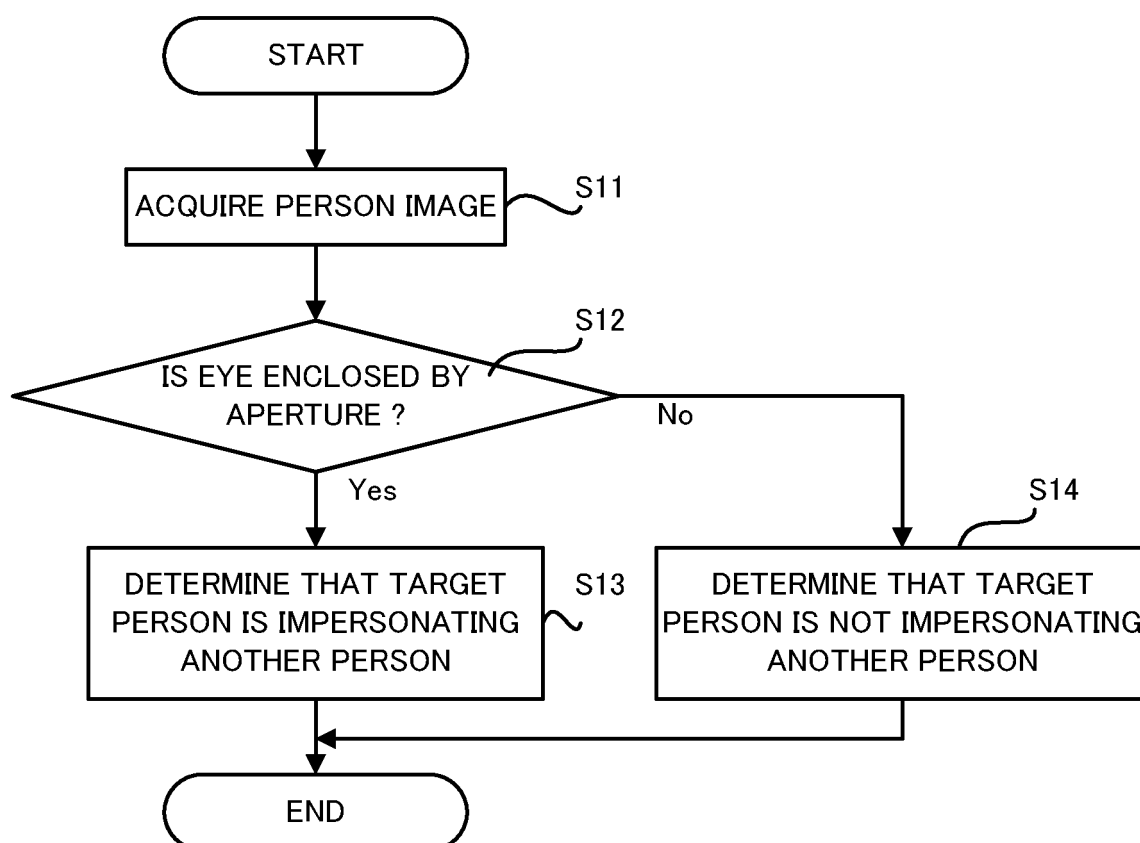 START
ACQUIRE PERSON IMAGE
S11
S12
IS EYE ENCLOSED BY
APERTURE ?
No
Yes
S13
DETERMINE THAT TARGET
PERSON IS IMPERSONATING
ANOTHER PERSON
S14
DETERMINE THAT TARGET
PERSON IS NOT IMPERSONATING
ANOTHER PERSON
END